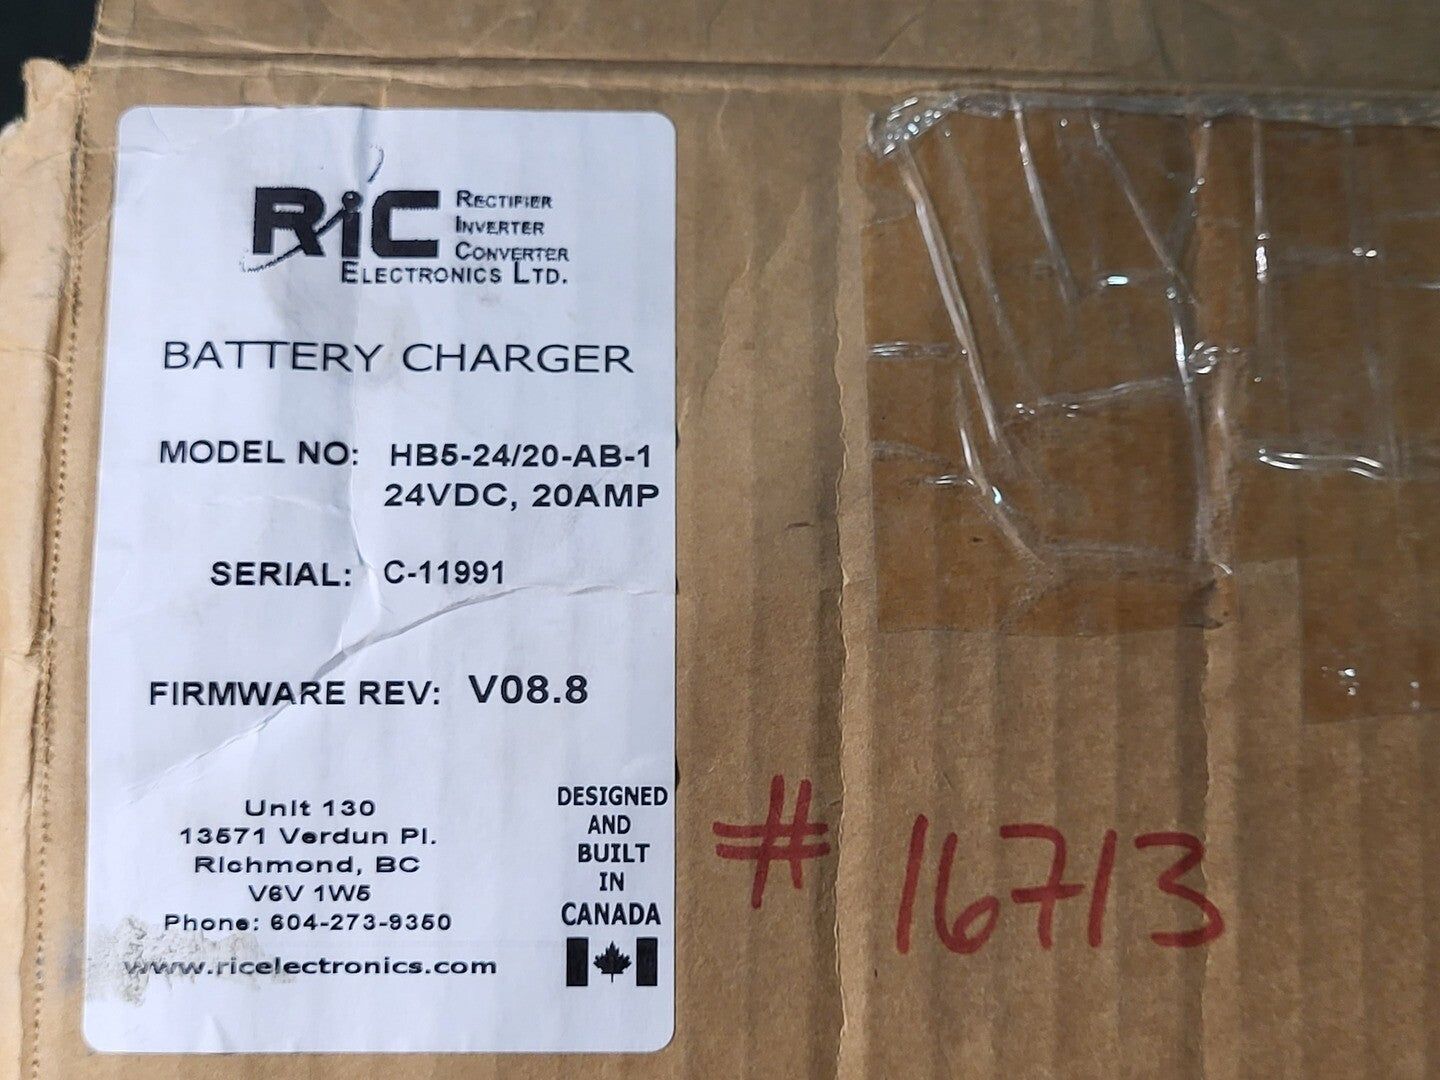 RiC
RECTIFIER
INVERTER
CONVERTER
ELECTRONICS LTD.
BATTERY CHARGER
MODEL NO: HB5-24/20-AB-1
24VDC, 20AMP
SERIAL: C-11991
FIRMWARE REV: V08.8
Unit 130
13571 Verdun Pl.
Richmond, BC
V6V 1W5
Phone: 604-273-9350
www.ricelectronics.com
DESIGNED
AND
BUILT
IN
CANADA
# 16713